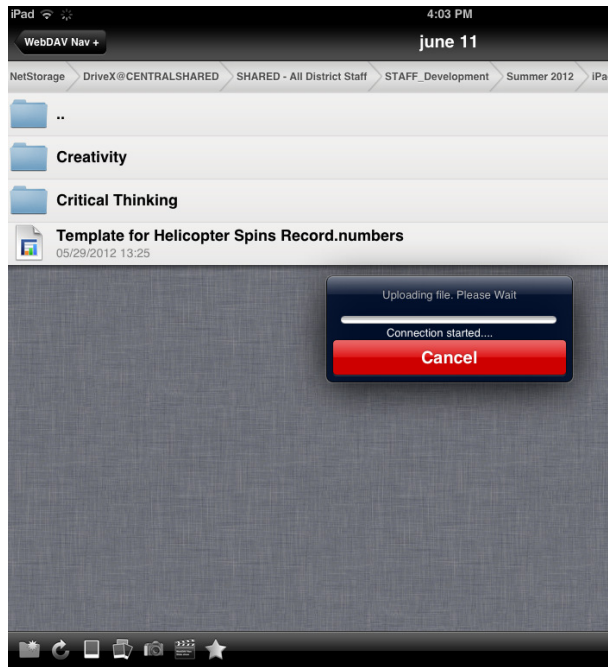 iPad 4:03 PM
WebDAV Nav + june 11
NetStorage DriveX@CENTRALSHARED SHARED - All District Staff STAFF_Development Summer 2012 iPa
..
Creativity
Critical Thinking
Template for Helicopter Spins Record.numbers
05/29/2012 13:25
Uploading file. Please Wait
Connection started....
Cancel